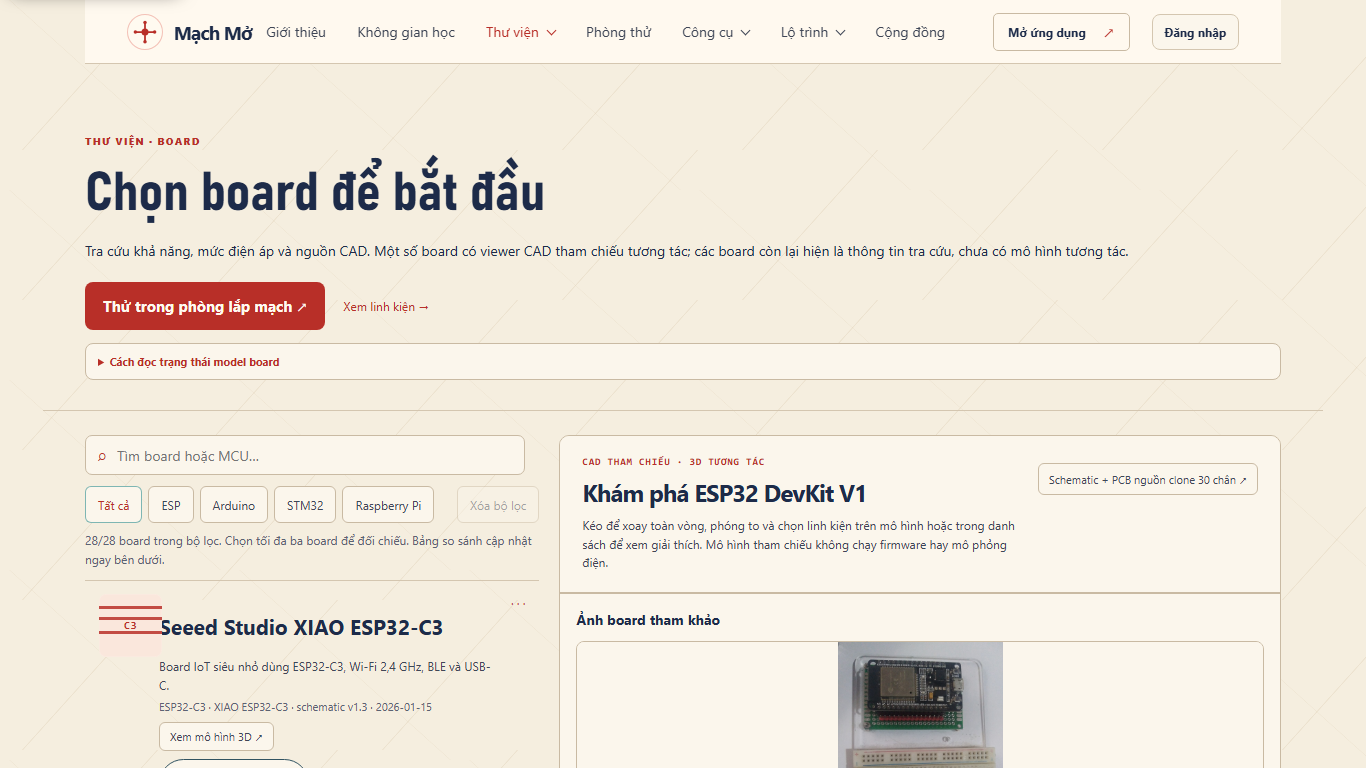 Mạch Mở
Giới thiệu
Không gian học
Thư viện
Phòng thử
Công cụ
Lộ trình
Cộng đồng
Mở ứng dụng ↗
Đăng nhập
THƯ VIỆN · BOARD
Chọn board để bắt đầu
Tra cứu khả năng, mức điện áp và nguồn CAD. Một số board có viewer CAD tham chiếu tương tác; các board còn lại hiện là thông tin tra cứu, chưa có mô hình tương tác.
Thử trong phòng lắp mạch ↗
Xem linh kiện →
▶ Cách đọc trạng thái model board
Tìm board hoặc MCU...
Tất cả
ESP
Arduino
STM32
Raspberry Pi
Xóa bộ lọc
28/28 board trong bộ lọc. Chọn tối đa ba board để đối chiếu. Bảng so sánh cập nhật
ngay bên dưới.
C3
Seeed Studio XIAO ESP32-C3
...
Board IoT siêu nhỏ dùng ESP32-C3, Wi-Fi 2,4 GHz, BLE và USB-
C.
ESP32-C3 · XIAO ESP32-C3 · schematic v1.3 · 2026-01-15
Xem mô hình 3D ↗
CAD THAM CHIẾU · 3D TƯƠNG TÁC
Khám phá ESP32 DevKit V1
Schematic + PCB nguồn clone 30 chân ↗
Kéo để xoay toàn vòng, phóng to và chọn linh kiện trên mô hình hoặc trong danh
sách để xem giải thích. Mô hình tham chiếu không chạy firmware hay mô phỏng
điện.
Ảnh board tham khảo